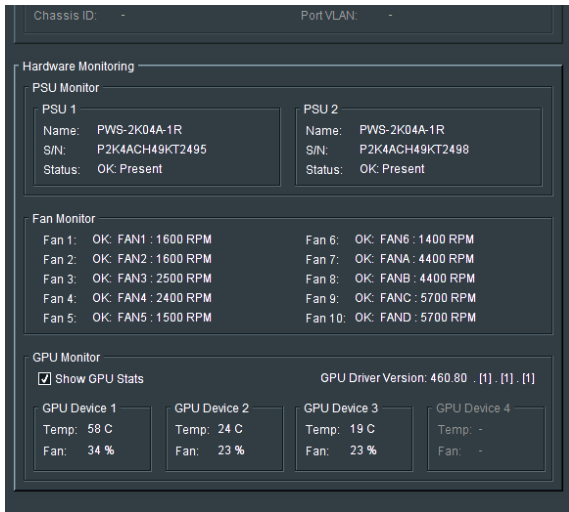 Chassis ID: - Port VLAN: -
Hardware Monitoring
PSU Monitor
PSU 1
Name: PWS-2K04A-1R
S/N: P2K4ACH49KT2495
Status: OK: Present
PSU 2
Name: PWS-2K04A-1R
S/N: P2K4ACH49KT2498
Status: OK: Present
Fan Monitor
Fan 1: OK: FAN1 : 1600 RPM
Fan 2: OK: FAN2 : 1600 RPM
Fan 3: OK: FAN3 : 2500 RPM
Fan 4: OK: FAN4 : 2400 RPM
Fan 5: OK: FAN5 : 1500 RPM
Fan 6: OK: FAN6 : 1400 RPM
Fan 7: OK: FANA : 4400 RPM
Fan 8: OK: FANB : 4400 RPM
Fan 9: OK: FANC : 5700 RPM
Fan 10: OK: FAND : 5700 RPM
GPU Monitor
Show GPU Stats
GPU Driver Version: 460.80 . [1] . [1] . [1]
GPU Device 1
Temp: 58 C
Fan: 34 %
GPU Device 2
Temp: 24 C
Fan: 23 %
GPU Device 3
Temp: 19 C
Fan: 23 %
GPU Device 4
Temp: -
Fan: -